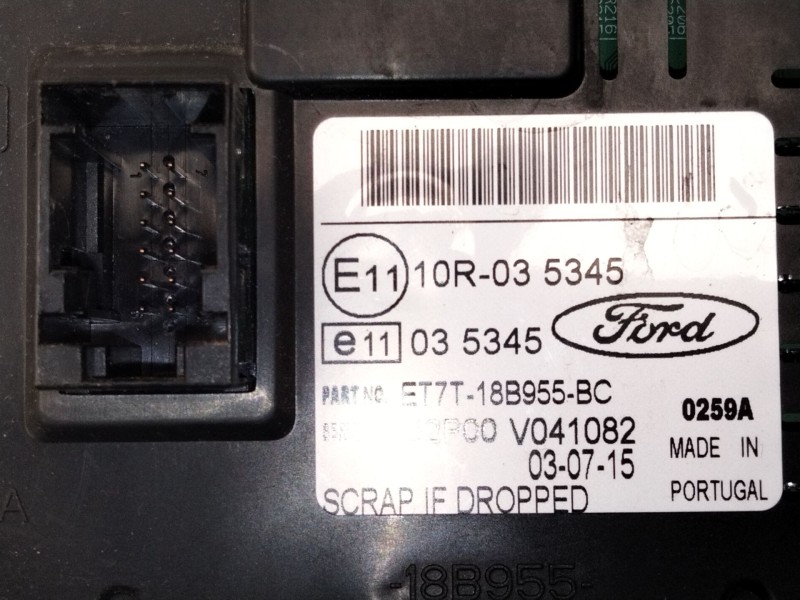 E11 10R-03 5345
e11 03 5345
Ford
PART NO. ET7T-18B955-BC
0259A
V041082
MADE IN
03-07-15
PORTUGAL
SCRAP IF DROPPED
-18B955-